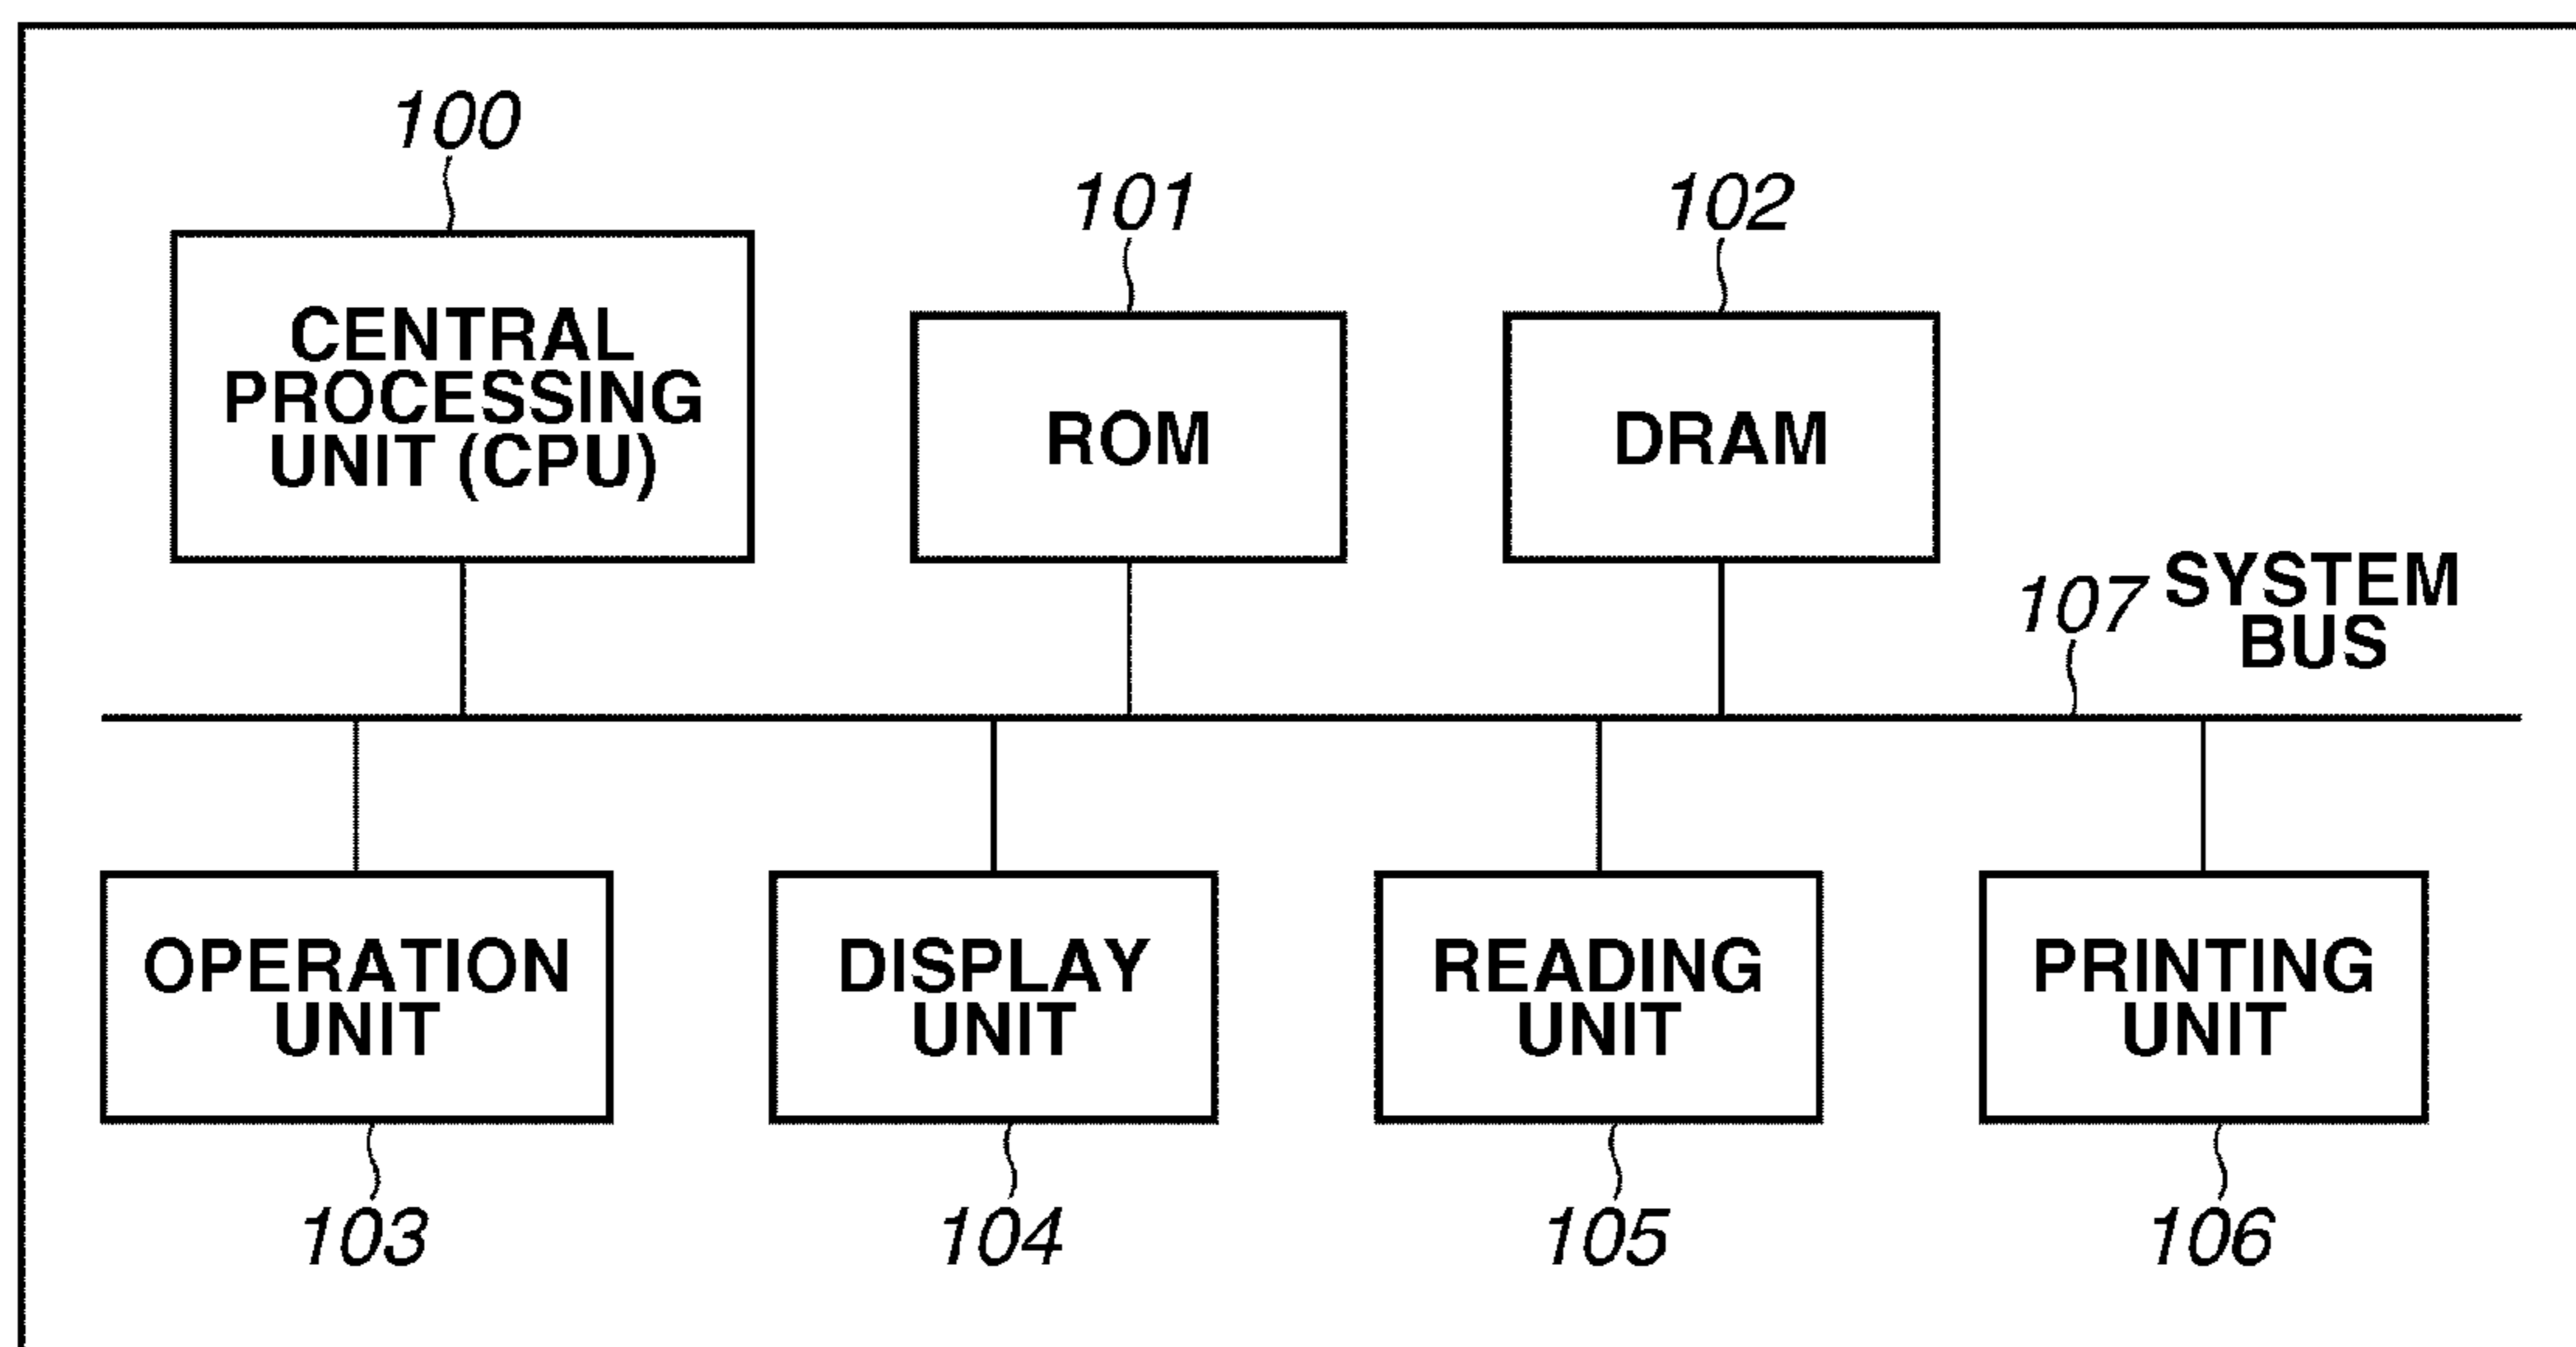 100
101
102
CENTRAL
PROCESSING
UNIT (CPU)
ROM
DRAM
107
SYSTEM
BUS
OPERATION
UNIT
DISPLAY
UNIT
READING
UNIT
PRINTING
UNIT
103
104
105
106